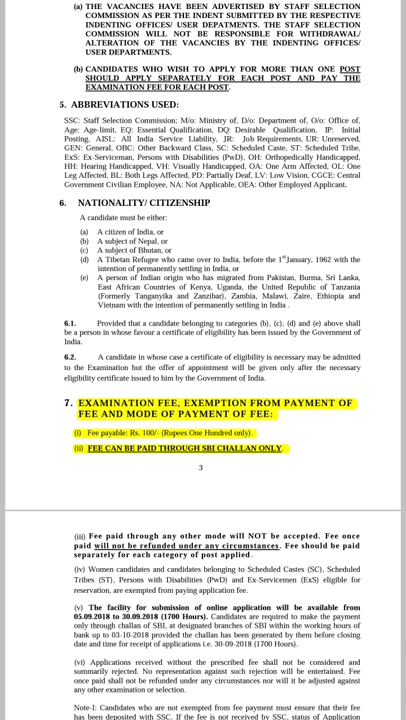 (a) THE VACANCIES HAVE BEEN ADVERTISED BY STAFF SELECTION
COMMISSION AS PER THE INDENT SUBMITTED BY THE RESPECTIVE
INDENTING OFFICES/ USER DEPATMENTS. THE STAFF SELECTION
COMMISSION WILL NOT BE RESPONSIBLE FOR WITHDRAWAL/
ALTERATION OF THE VACANCIES BY THE INDENTING OFFICES/
USER DEPARTMENTS.
(b) CANDIDATES WHO WISH TO APPLY FOR MORE THAN ONE POST
SHOULD APPLY SEPARATELY FOR EACH POST AND PAY THE
EXAMINATION FEE FOR EACH POST.
5. ABBREVIATIONS USED:
SSC: Staff Selection Commission, M/o: Ministry of, D/o: Department of, O/o: Office of,
Age: Age-limit, EQ: Essential Qualification, DQ: Desirable Qualification, IP: Initial
Posting, AISL: All India Service Liability, JR: Job Requirements, UR: Unreserved,
GEN: General, OBC: Other Backward Class, SC: Scheduled Caste, ST: Scheduled Tribe,
ExS: Ex-Serviceman, Persons with Disabilities (PwD), OH: Orthopedically Handicapped,
HH: Hearing Handicapped, VH: Visually Handicapped, OA: One Arm Affected, OL: One
Leg Affected, BL: Both Legs Affected, PD: Partially Deaf, LV: Low Vision, CGCE: Central
Government Civilian Employee, NA: Not Applicable, OEA: Other Employed Applicant.
6. NATIONALITY/ CITIZENSHIP
A candidate must be either:
(a) A citizen of India, or
(b) A subject of Nepal, or
(c) A subject of Bhutan, or
(d) A Tibetan Refugee who came over to India, before the 1st January, 1962 with the
intention of permanently settling in India, or
(e) A person of Indian origin who has migrated from Pakistan, Burma, Sri Lanka,
East African Countries of Kenya, Uganda, the United Republic of Tanzania
(Formerly Tanganyika and Zanzibar), Zambia, Malawi, Zaire, Ethiopia and
Vietnam with the intention of permanently settling in India .
6.1. Provided that a candidate belonging to categories (b), (c), (d) and (e) above shall
be a person in whose favour a certificate of eligibility has been issued by the Government of
India.
6.2. A candidate in whose case a certificate of eligibility is necessary may be admitted
to the Examination but the offer of appointment will be given only after the necessary
eligibility certificate issued to him by the Government of India.
7. EXAMINATION FEE, EXEMPTION FROM PAYMENT OF
FEE AND MODE OF PAYMENT OF FEE:
(i) Fee payable: Rs. 100/- (Rupees One Hundred only).
(ii) FEE CAN BE PAID THROUGH SBI CHALLAN ONLY.
3
(iii) Fee paid through any other mode will NOT be accepted. Fee once
paid will not be refunded under any circumstances. Fee should be paid
separately for each category of post applied.
(iv) Women candidates and candidates belonging to Scheduled Castes (SC), Scheduled
Tribes (ST), Persons with Disabilities (PwD) and Ex-Servicemen (ExS) eligible for
reservation, are exempted from paying application fee.
(v) The facility for submission of online application will be available from
05.09.2018 to 30.09.2018 (1700 Hours). Candidates are required to make the payment
only through challan of SBI, at designated branches of SBI within the working hours of
bank up to 03-10-2018 provided the challan has been generated by them before closing
date and time for receipt of applications i.e. 30-09-2018 (1700 Hours).
(vi) Applications received without the prescribed fee shall not be considered and
summarily rejected. No representation against such rejection will be entertained. Fee
once paid shall not be refunded under any circumstances nor will it be adjusted against
any other examination or selection.
Note-I: Candidates who are not exempted from fee payment must ensure that their fee
has been deposited with SSC. If the fee is not received by SSC, status of Application